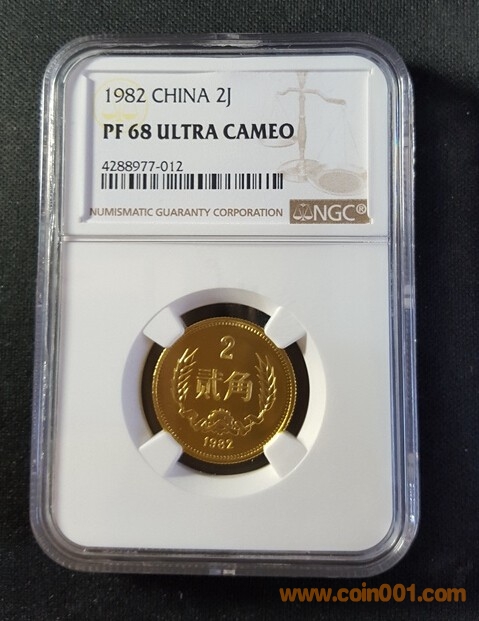 1982 CHINA 2J
PF 68 ULTRA CAMEO
4288977-012
NUMISMATIC GUARANTY CORPORATION
NGC®
2
贰角
1982
www.coin001.com